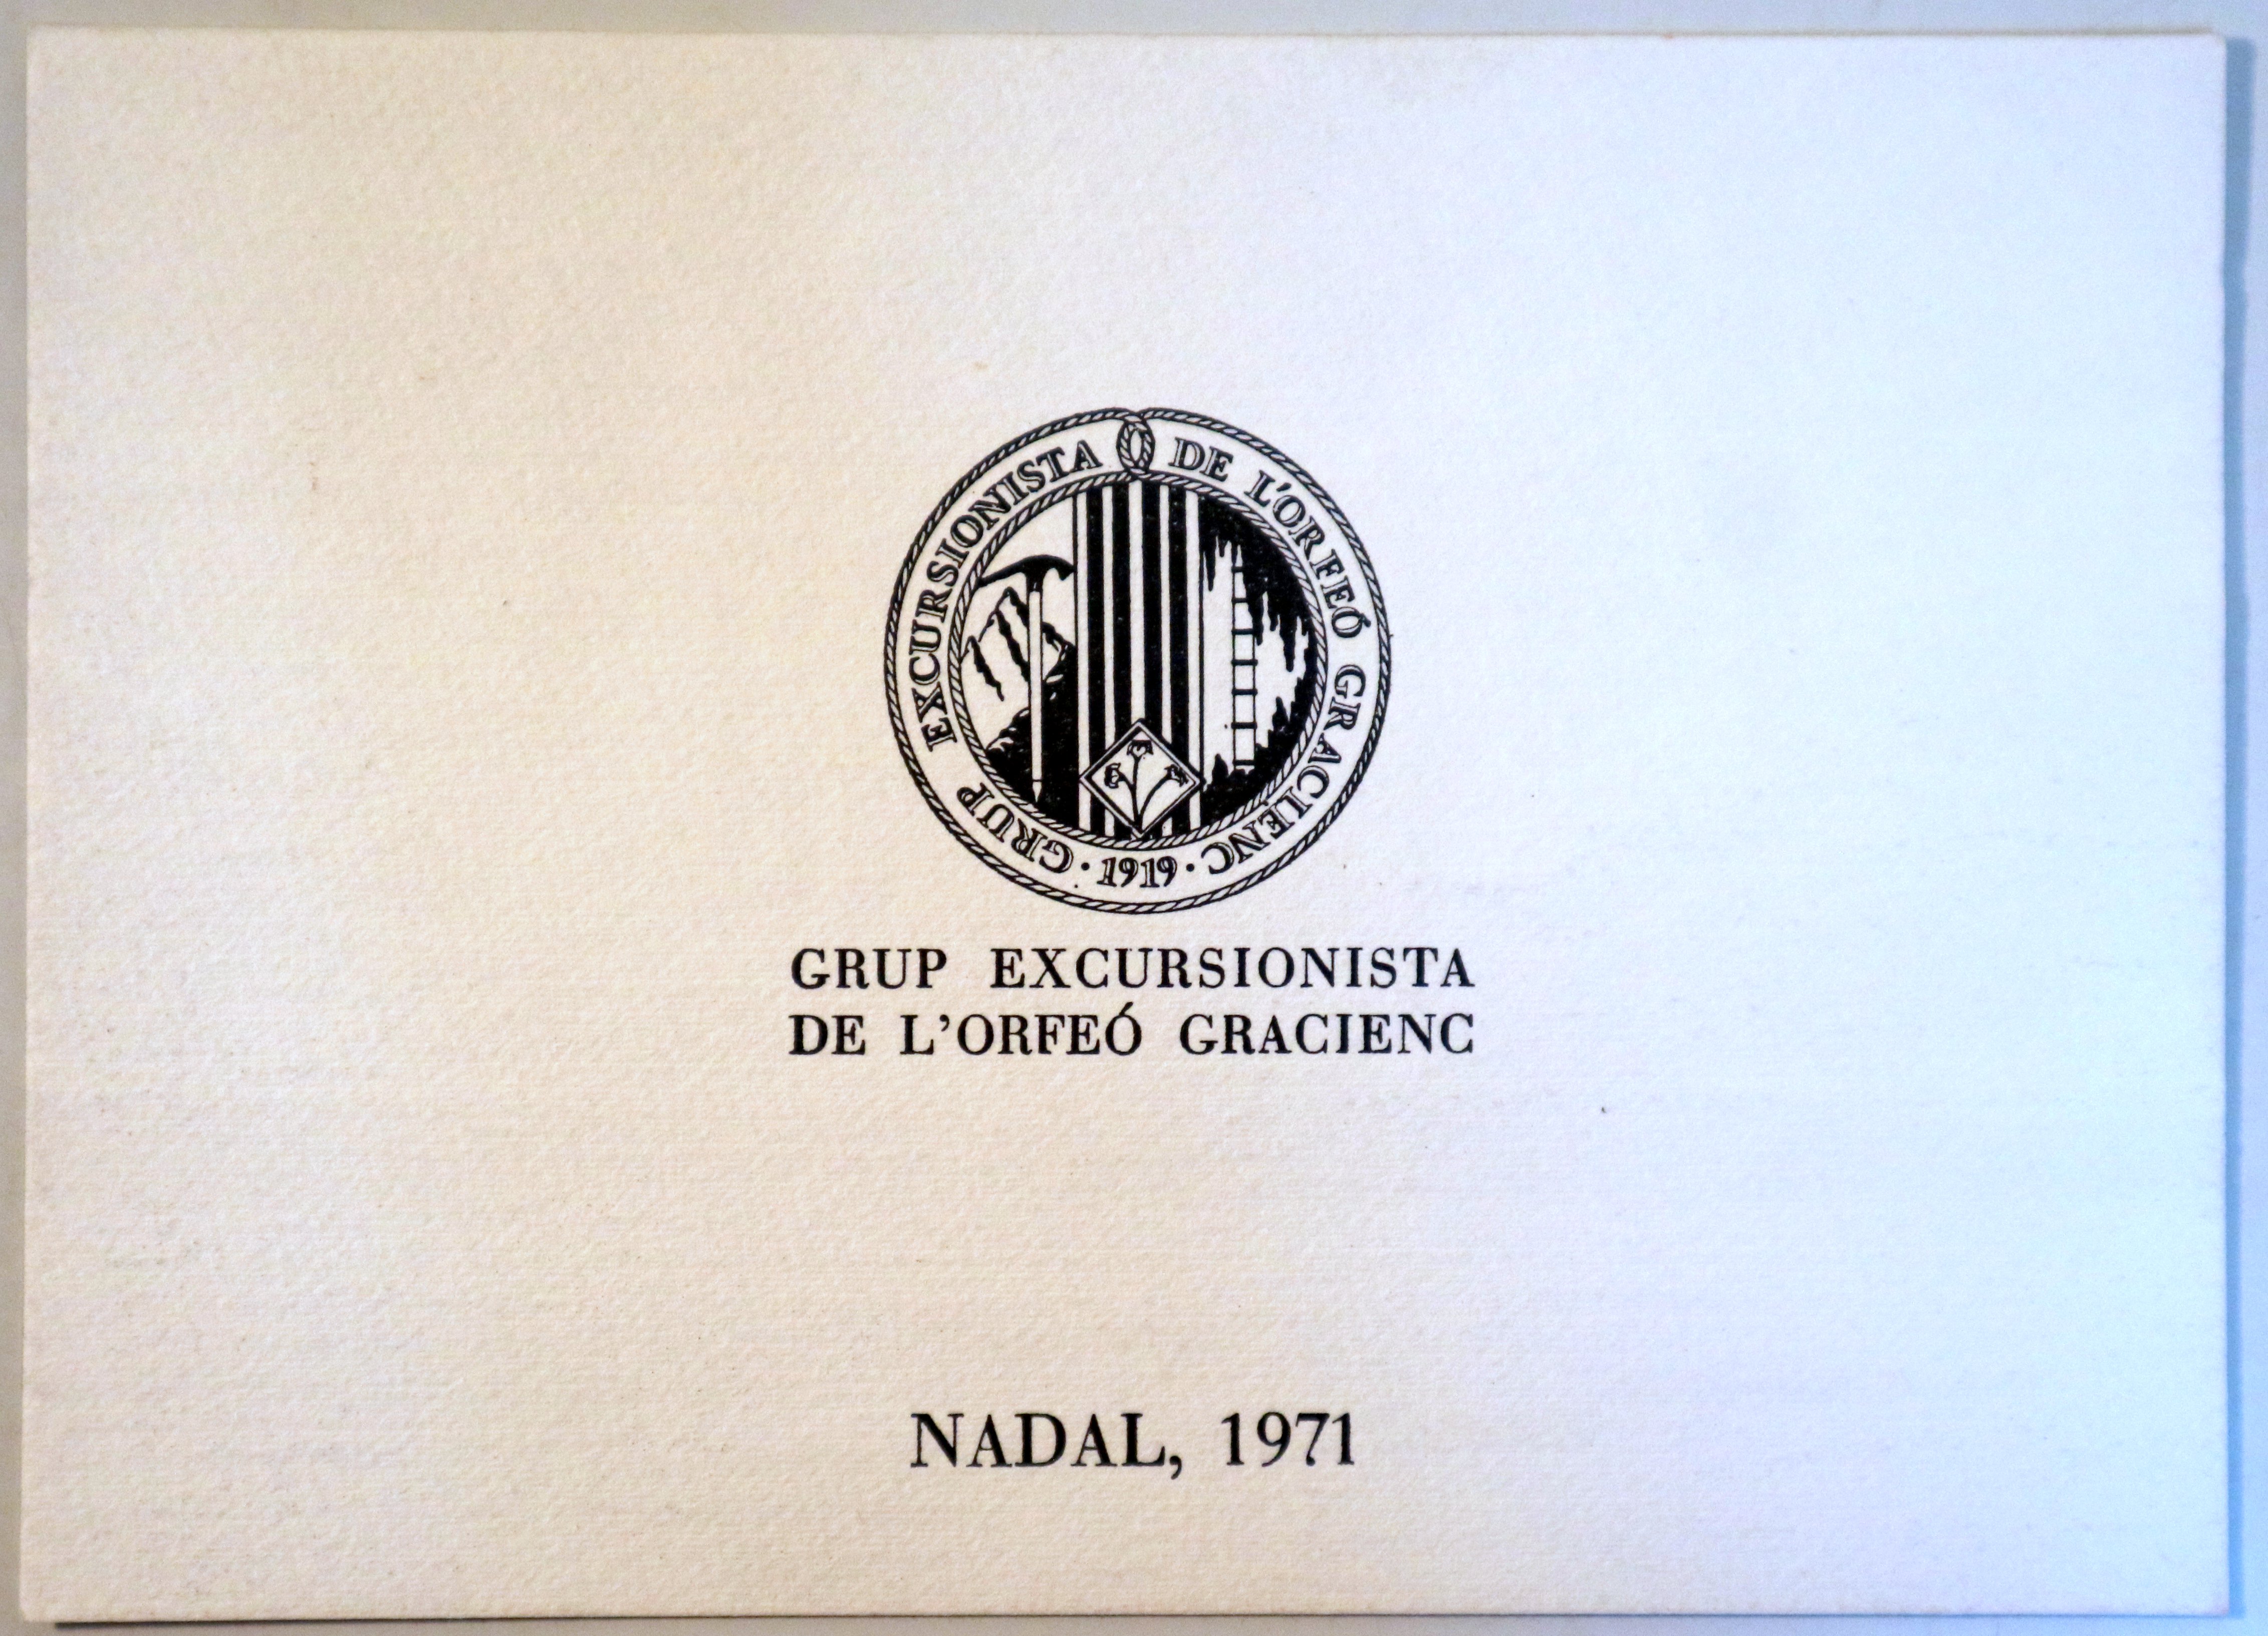 GRUP EXCURSIONISTA DE L'ORFEÓ GRACIENC
· 1919 ·
GRUP EXCURSIONISTA
DE L'ORFEÓ GRACIENC
NADAL, 1971